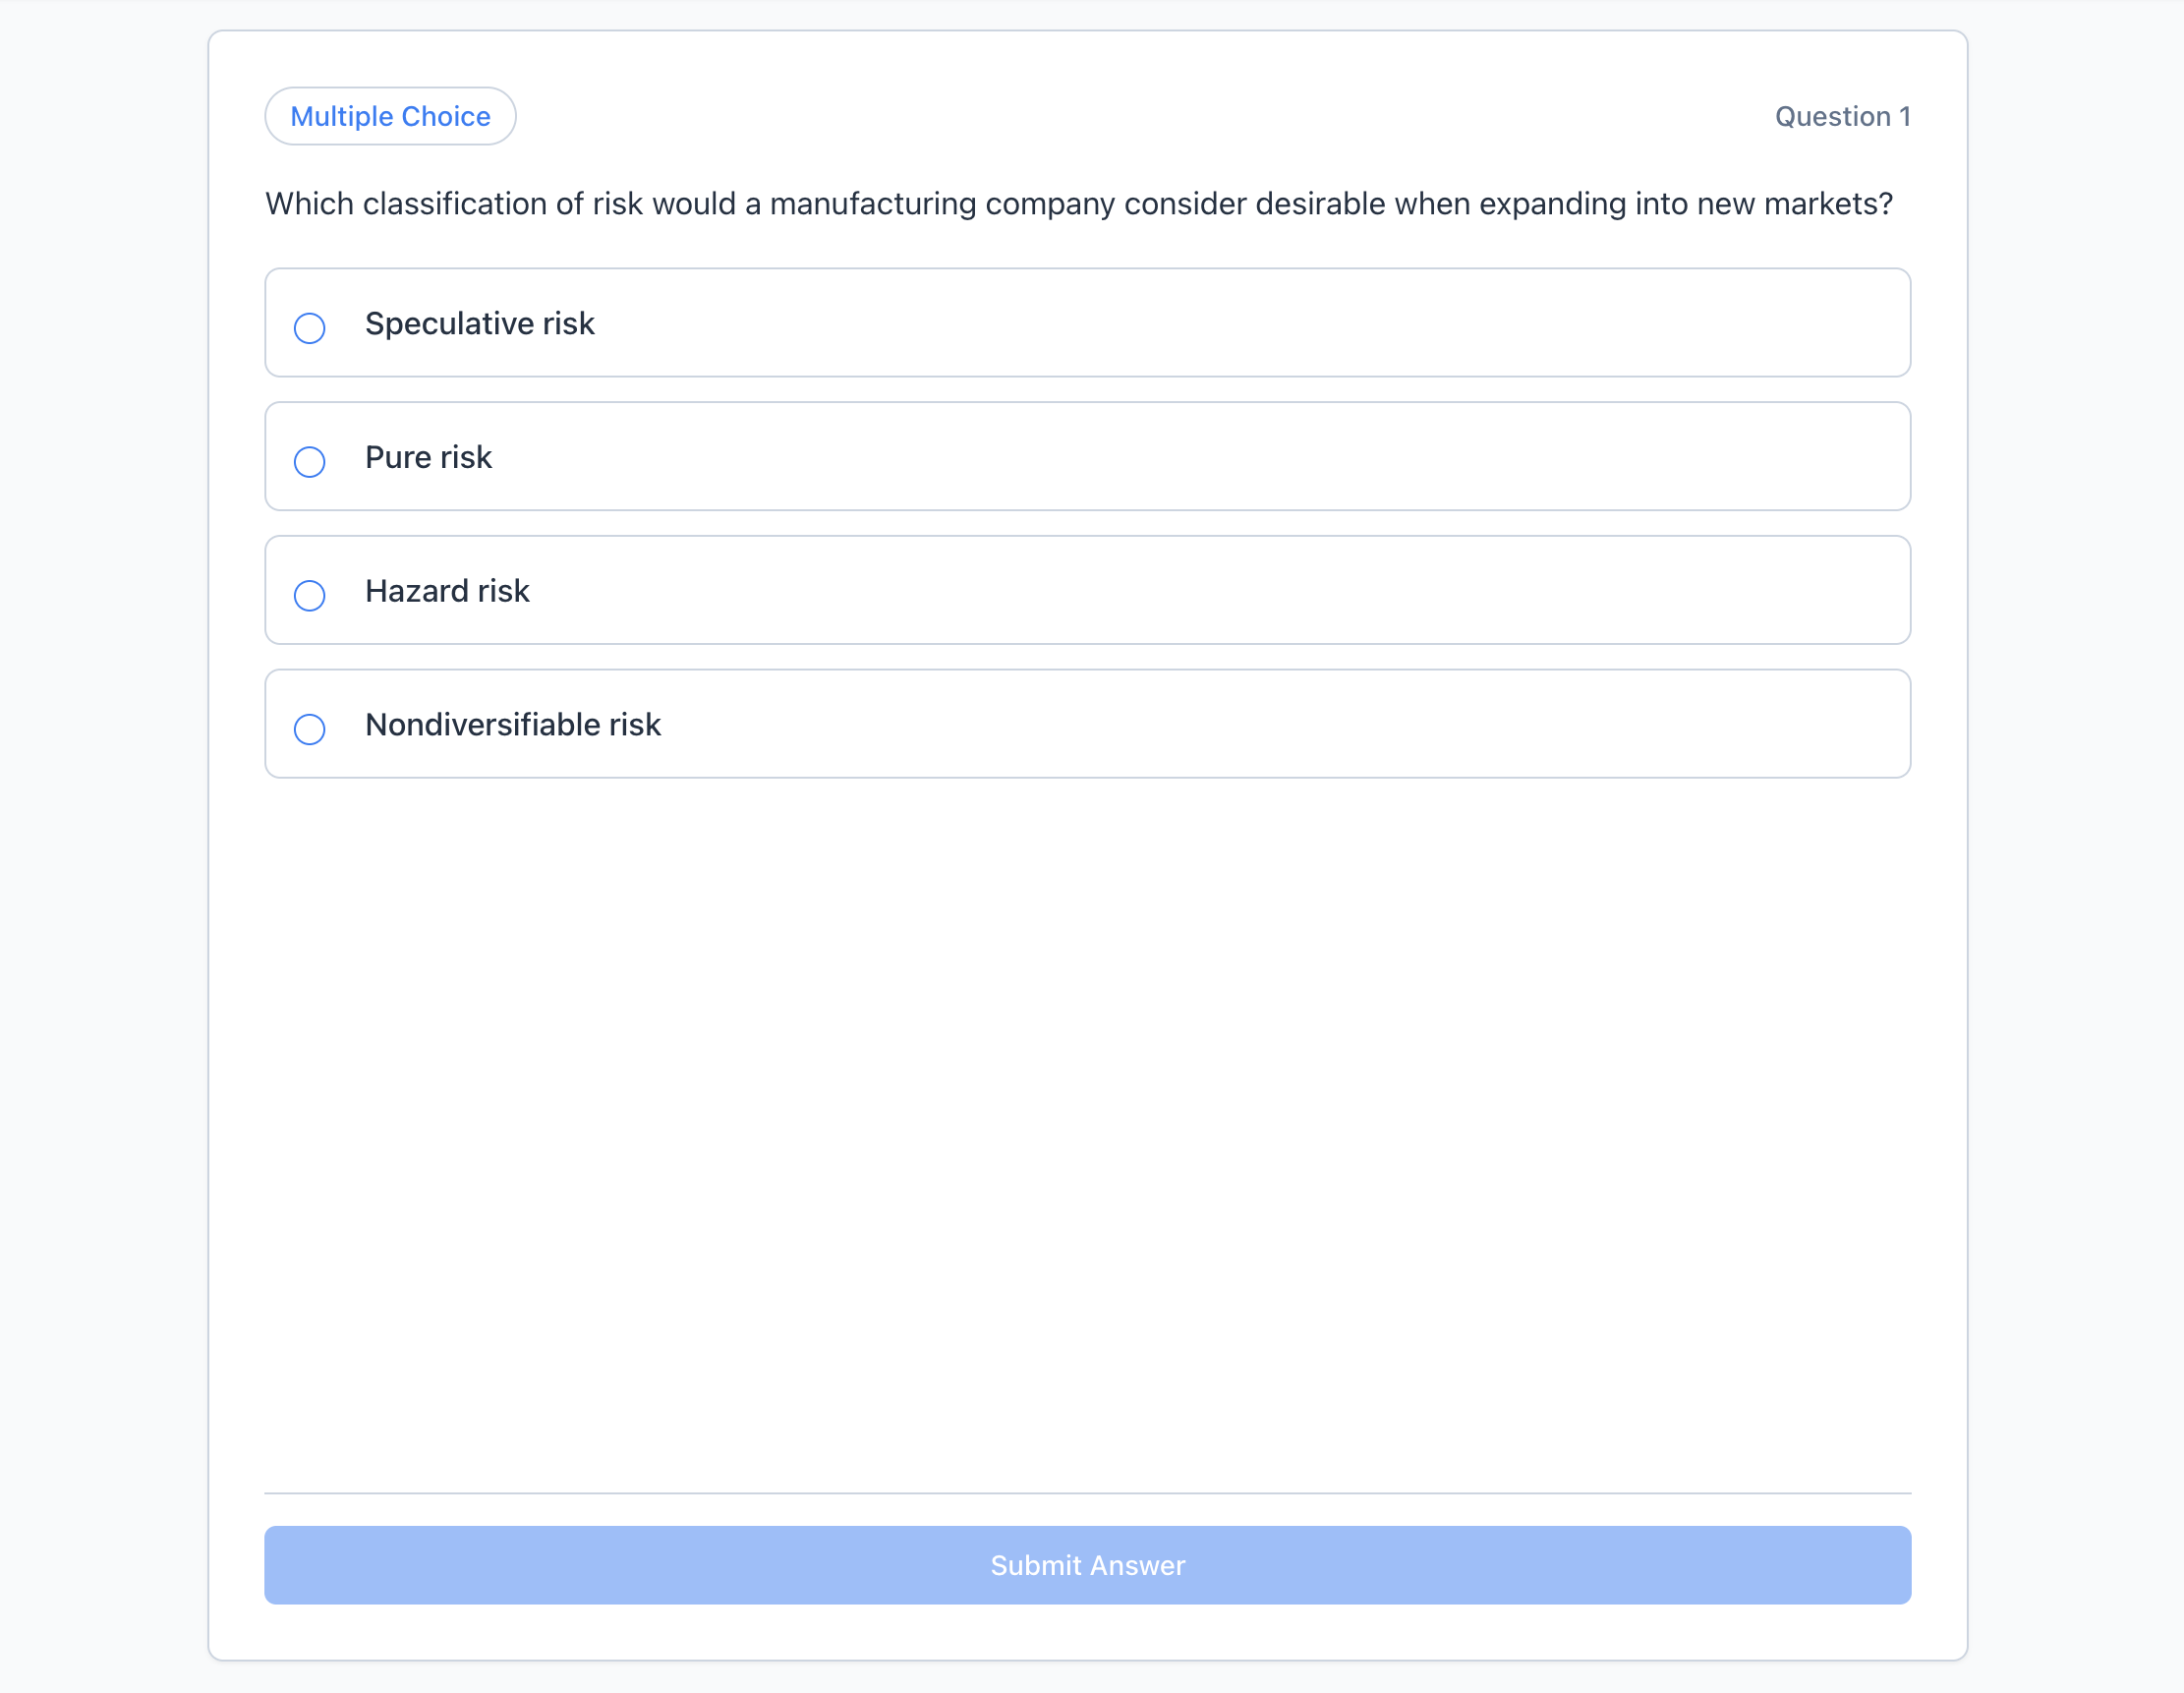 Multiple Choice
Question 1
Which classification of risk would a manufacturing company consider desirable when expanding into new markets?
Speculative risk
Pure risk
Hazard risk
Nondiversifiable risk
Submit Answer